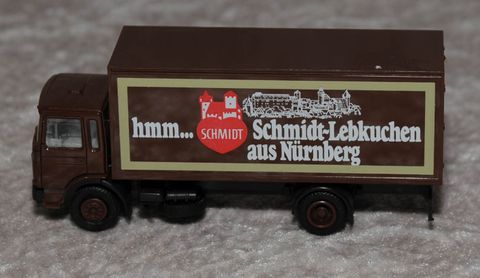 hmm...
SCHMIDT
Schmidt-Lebkuchen
aus Nürnberg